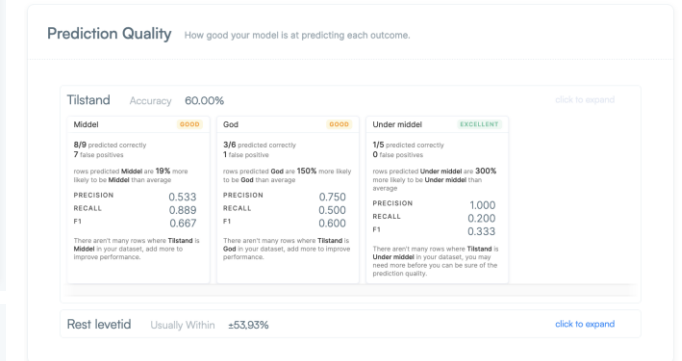 Prediction Quality How good your model is at predicting each outcome.
Tilstand Accuracy 60.00% click to expand
Middel GOOD
8/9 predicted correctly
7 false positives
rows predicted Middel are 19% more
likely to be Middel than average
PRECISION 0.533
RECALL 0.889
F1 0.667
There aren't many rows where Tilstand is
Middel in your dataset, add more to
improve performance.
God GOOD
3/6 predicted correctly
1 false positive
rows predicted God are 150% more likely
to be God than average
PRECISION 0.750
RECALL 0.500
F1 0.600
There aren't many rows where Tilstand is
God in your dataset, add more to improve
performance.
Under middel EXCELLENT
1/5 predicted correctly
0 false positives
rows predicted Under middel are 300%
more likely to be Under middel than
average
PRECISION 1.000
RECALL 0.200
F1 0.333
There aren't many rows where Tilstand is
Under middel in your dataset, you may
need more before you can be sure of the
prediction quality.
Rest levetid Usually Within ±53,93% click to expand